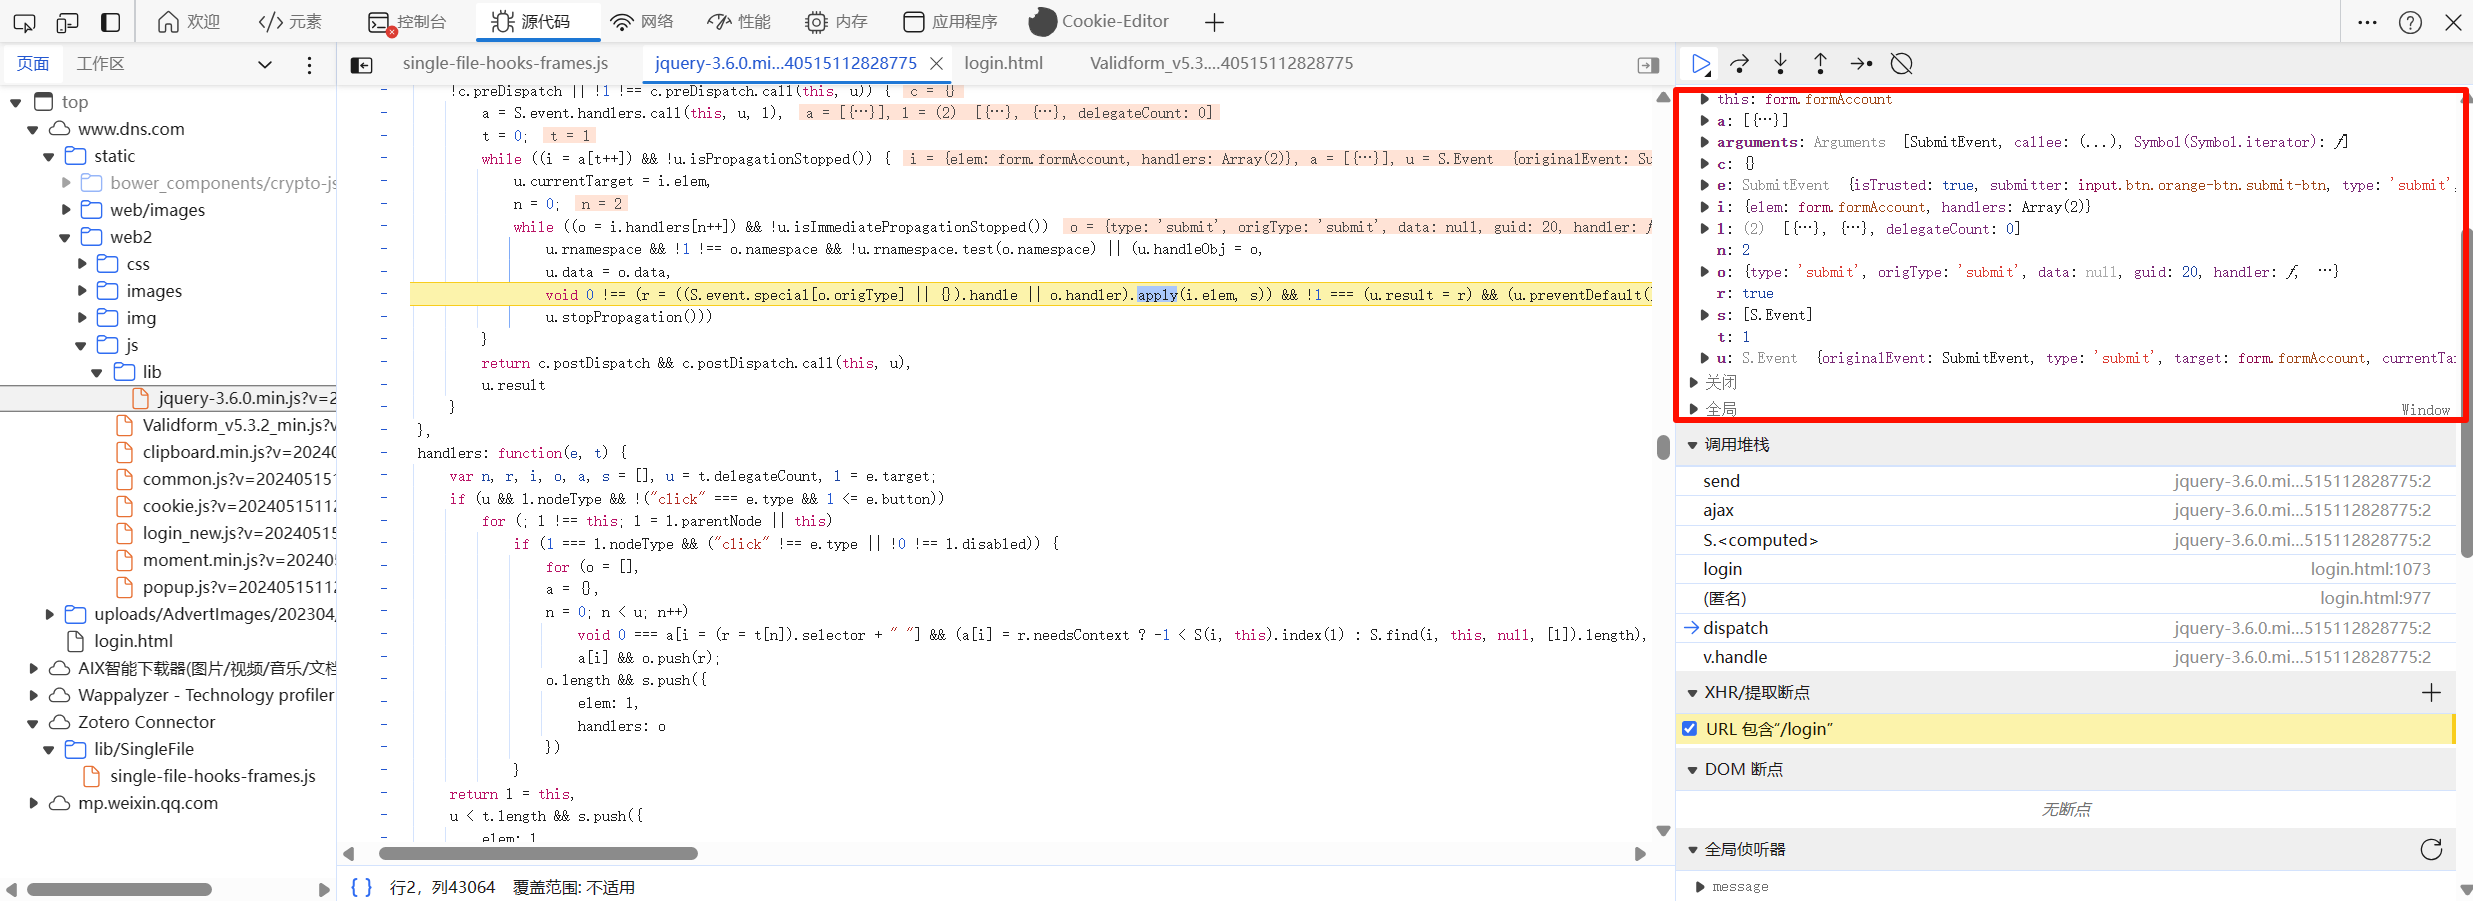 欢迎 元素 控制台 源代码 网络 性能 内存 应用程序 Cookie-Editor
页面 工作区
single-file-hooks-frames.js jquery-3.6.0.mi...40515112828775 login.html Validform_v5.3....40515112828775
top
www.dns.com
static
bower_components/crypto-js
web/images
web2
css
images
img
js
lib
jquery-3.6.0.min.js?v=2
Validform_v5.3.2_min.js?v
clipboard.min.js?v=20240
common.js?v=202405151
cookie.js?v=2024051511
login_new.js?v=20240515
moment.min.js?v=202405
popup.js?v=2024051511
uploads/AdvertImages/202304
login.html
AIX智能下载器(图片/视频/音乐/文档
Wappalyzer - Technology profiler
Zotero Connector
lib/SingleFile
single-file-hooks-frames.js
mp.weixin.qq.com
!c.preDispatch || !1 !== c.preDispatch.call(this, u)) { c = {}
a = S.event.handlers.call(this, u, l), a = [{…}], l = (2) [{…}, {…}, delegateCount: 0]
t = 0; t = 1
while ((i = a[t++]) && !u.isPropagationStopped()) { i = {elem: form.formAccount, handlers: Array(2)}, a = [{…}], u = S.Event {originalEvent: Su
u.currentTarget = i.elem,
n = 0; n = 2
while ((o = i.handlers[n++]) && !u.isImmediatePropagationStopped()) o = {type: 'submit', origType: 'submit', data: null, guid: 20, handler: ƒ
u.rnamespace && !1 !== o.namespace && !u.rnamespace.test(o.namespace) || (u.handleObj = o,
u.data = o.data,
void 0 !== (r = ((S.event.special[o.origType] || {}).handle || o.handler).apply(i.elem, s)) && !1 === (u.result = r) && (u.preventDefault(
u.stopPropagation()))
}
return c.postDispatch && c.postDispatch.call(this, u),
u.result
}
},
handlers: function(e, t) {
var n, r, i, o, a, s = [], u = t.delegateCount, l = e.target;
if (u && l.nodeType && !("click" === e.type && 1 <= e.button))
for (; l !== this; l = l.parentNode || this)
if (1 === l.nodeType && ("click" !== e.type || !0 !== l.disabled)) {
for (o = [],
a = {},
n = 0; n < u; n++)
void 0 === a[i = (r = t[n]).selector + " "] && (a[i] = r.needsContext ? -1 < S(i, this).index(l) : S.find(i, this, null, [l]).length),
a[i] && o.push(r);
o.length && s.push({
elem: l,
handlers: o
})
}
return l = this,
u < t.length && s.push({
elem: l
行2，列43064 覆盖范围: 不适用
this: form.formAccount
a: [{…}]
arguments: Arguments [SubmitEvent, callee: (...), Symbol(Symbol.iterator): ƒ]
c: {}
e: SubmitEvent {isTrusted: true, submitter: input.btn.orange-btn.submit-btn, type: 'submit',
i: {elem: form.formAccount, handlers: Array(2)}
l: (2) [{…}, {…}, delegateCount: 0]
n: 2
o: {type: 'submit', origType: 'submit', data: null, guid: 20, handler: ƒ, …}
r: true
s: [S.Event]
t: 1
u: S.Event {originalEvent: SubmitEvent, type: 'submit', target: form.formAccount, currentTa
关闭
全局 Window
调用堆栈
send jquery-3.6.0.mi...515112828775:2
ajax jquery-3.6.0.mi...515112828775:2
S.<computed> jquery-3.6.0.mi...515112828775:2
login login.html:1073
(匿名) login.html:977
dispatch jquery-3.6.0.mi...515112828775:2
v.handle jquery-3.6.0.mi...515112828775:2
XHR/提取断点
URL 包含"/login"
DOM 断点
无断点
全局侦听器
message